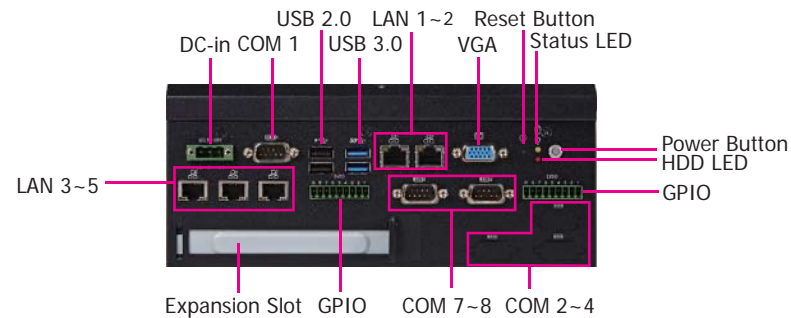 USB 2.0 LAN 1~2 Reset Button
DC-in COM 1 USB 3.0 VGA Status LED
Power Button
HDD LED
LAN 3~5
GPIO
Expansion Slot GPIO COM 7~8 COM 2~4